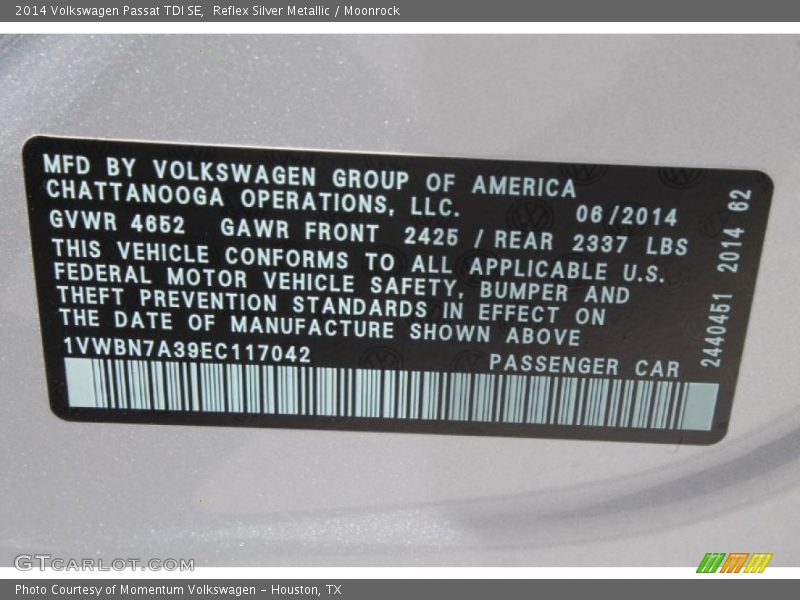 2014 Volkswagen Passat TDI SE,  Reflex Silver Metallic / Moonrock
MFD BY VOLKSWAGEN GROUP OF AMERICA
CHATTANOOGA OPERATIONS, LLC. 06/2014
GVWR 4652 GAWR FRONT 2425 / REAR 2337 LBS
THIS VEHICLE CONFORMS TO ALL APPLICABLE U.S.
FEDERAL MOTOR VEHICLE SAFETY, BUMPER AND
THEFT PREVENTION STANDARDS IN EFFECT ON
THE DATE OF MANUFACTURE SHOWN ABOVE
1VWBN7A39EC117042 PASSENGER CAR
2440451 2014 62
GTCARLOT.COM
Photo Courtesy of Momentum Volkswagen - Houston, TX